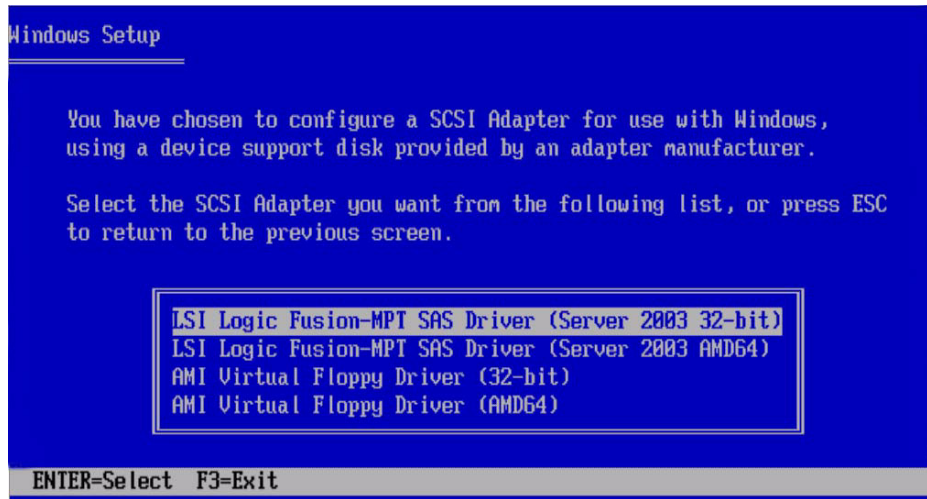 Windows Setup
You have chosen to configure a SCSI Adapter for use with Windows,
using a device support disk provided by an adapter manufacturer.
Select the SCSI Adapter you want from the following list, or press ESC
to return to the previous screen.
LSI Logic Fusion-MPT SAS Driver (Server 2003 32-bit)
LSI Logic Fusion-MPT SAS Driver (Server 2003 AMD64)
AMI Virtual Floppy Driver (32-bit)
AMI Virtual Floppy Driver (AMD64)
ENTER=Select F3=Exit